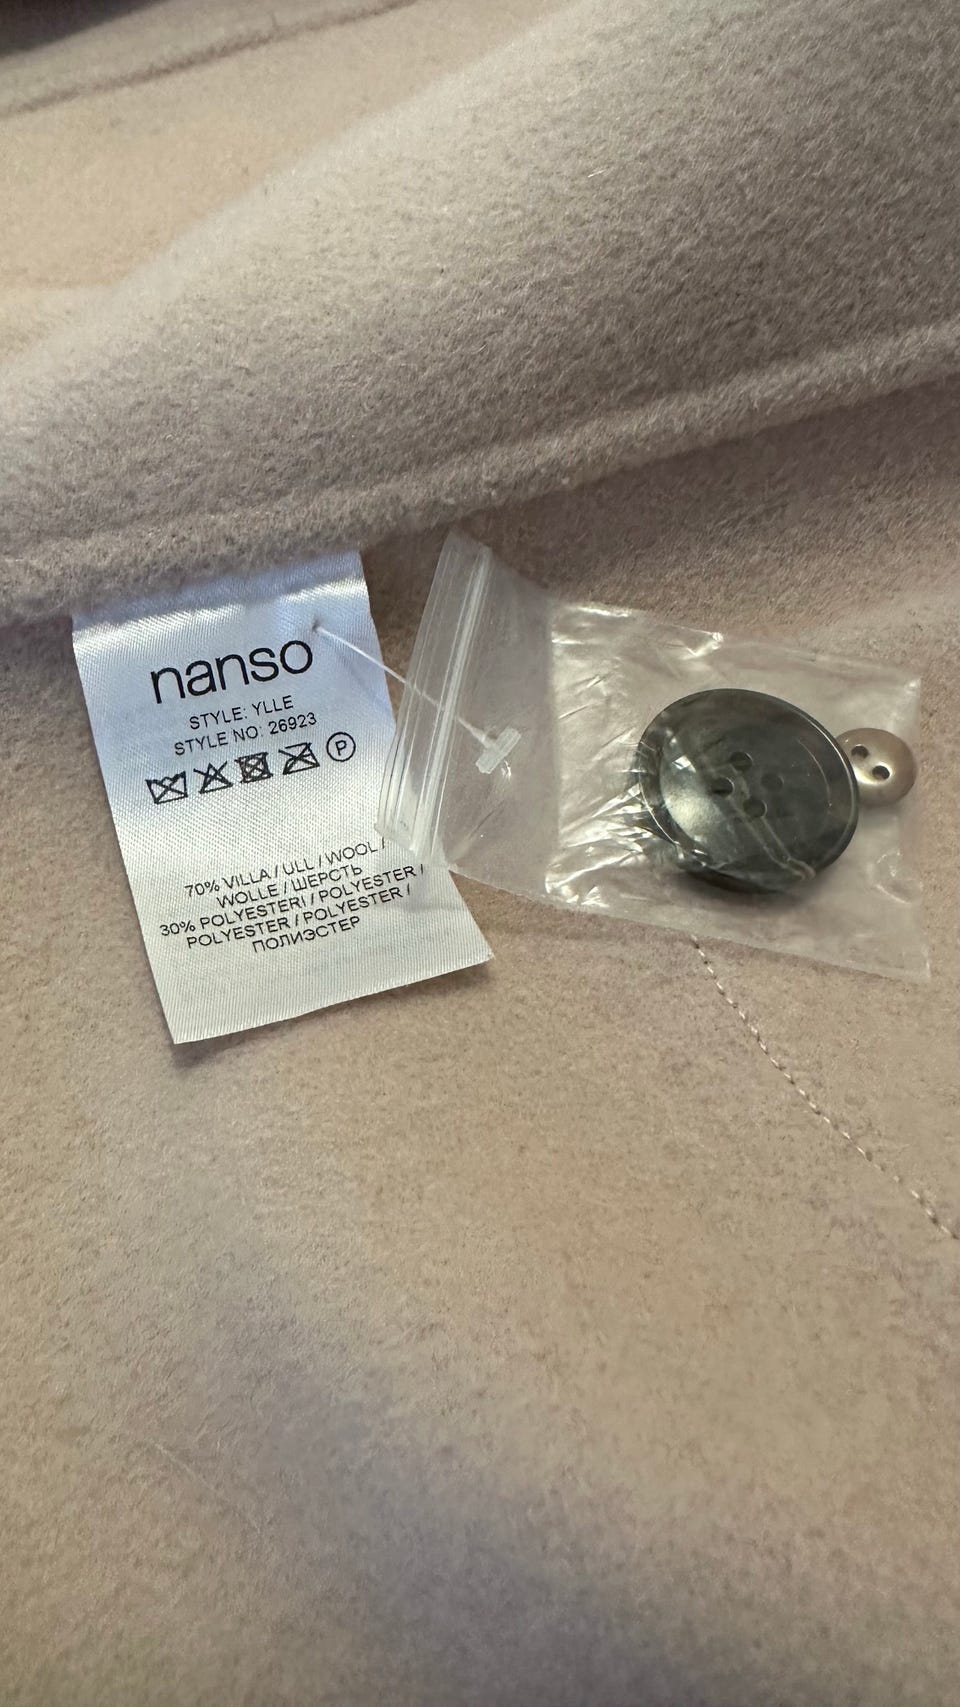 nanso
STYLE: YLLE
STYLE NO: 26923
P
70% VILLA / ULL / WOOL /
WOLLE / ШЕРСТЬ
30% POLYESTERI / POLYESTER /
POLYESTER / POLYESTER /
ПОЛИЭСТЕР